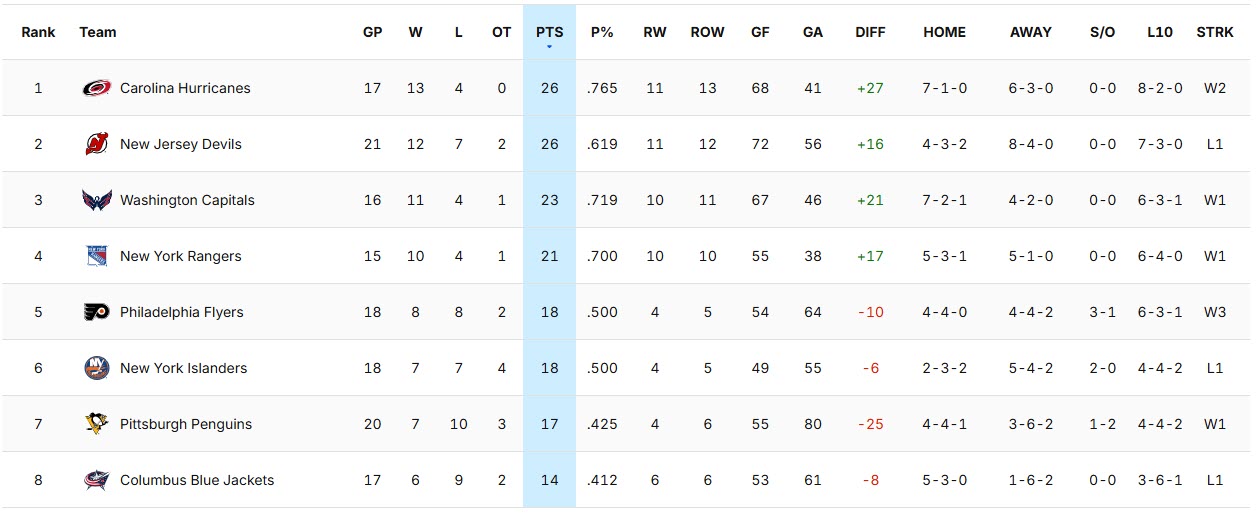 Rank Team GP W L OT PTS P% RW ROW GF GA DIFF HOME AWAY S/O L10 STRK
1 Carolina Hurricanes 17 13 4 0 26 .765 11 13 68 41 +27 7-1-0 6-3-0 0-0 8-2-0 W2
2 New Jersey Devils 21 12 7 2 26 .619 11 12 72 56 +16 4-3-2 8-4-0 0-0 7-3-0 L1
3 Washington Capitals 16 11 4 1 23 .719 10 11 67 46 +21 7-2-1 4-2-0 0-0 6-3-1 W1
4 New York Rangers 15 10 4 1 21 .700 10 10 55 38 +17 5-3-1 5-1-0 0-0 6-4-0 W1
5 Philadelphia Flyers 18 8 8 2 18 .500 4 5 54 64 -10 4-4-0 4-4-2 3-1 6-3-1 W3
6 New York Islanders 18 7 7 4 18 .500 4 5 49 55 -6 2-3-2 5-4-2 2-0 4-4-2 L1
7 Pittsburgh Penguins 20 7 10 3 17 .425 4 6 55 80 -25 4-4-1 3-6-2 1-2 4-4-2 W1
8 Columbus Blue Jackets 17 6 9 2 14 .412 6 6 53 61 -8 5-3-0 1-6-2 0-0 3-6-1 L1